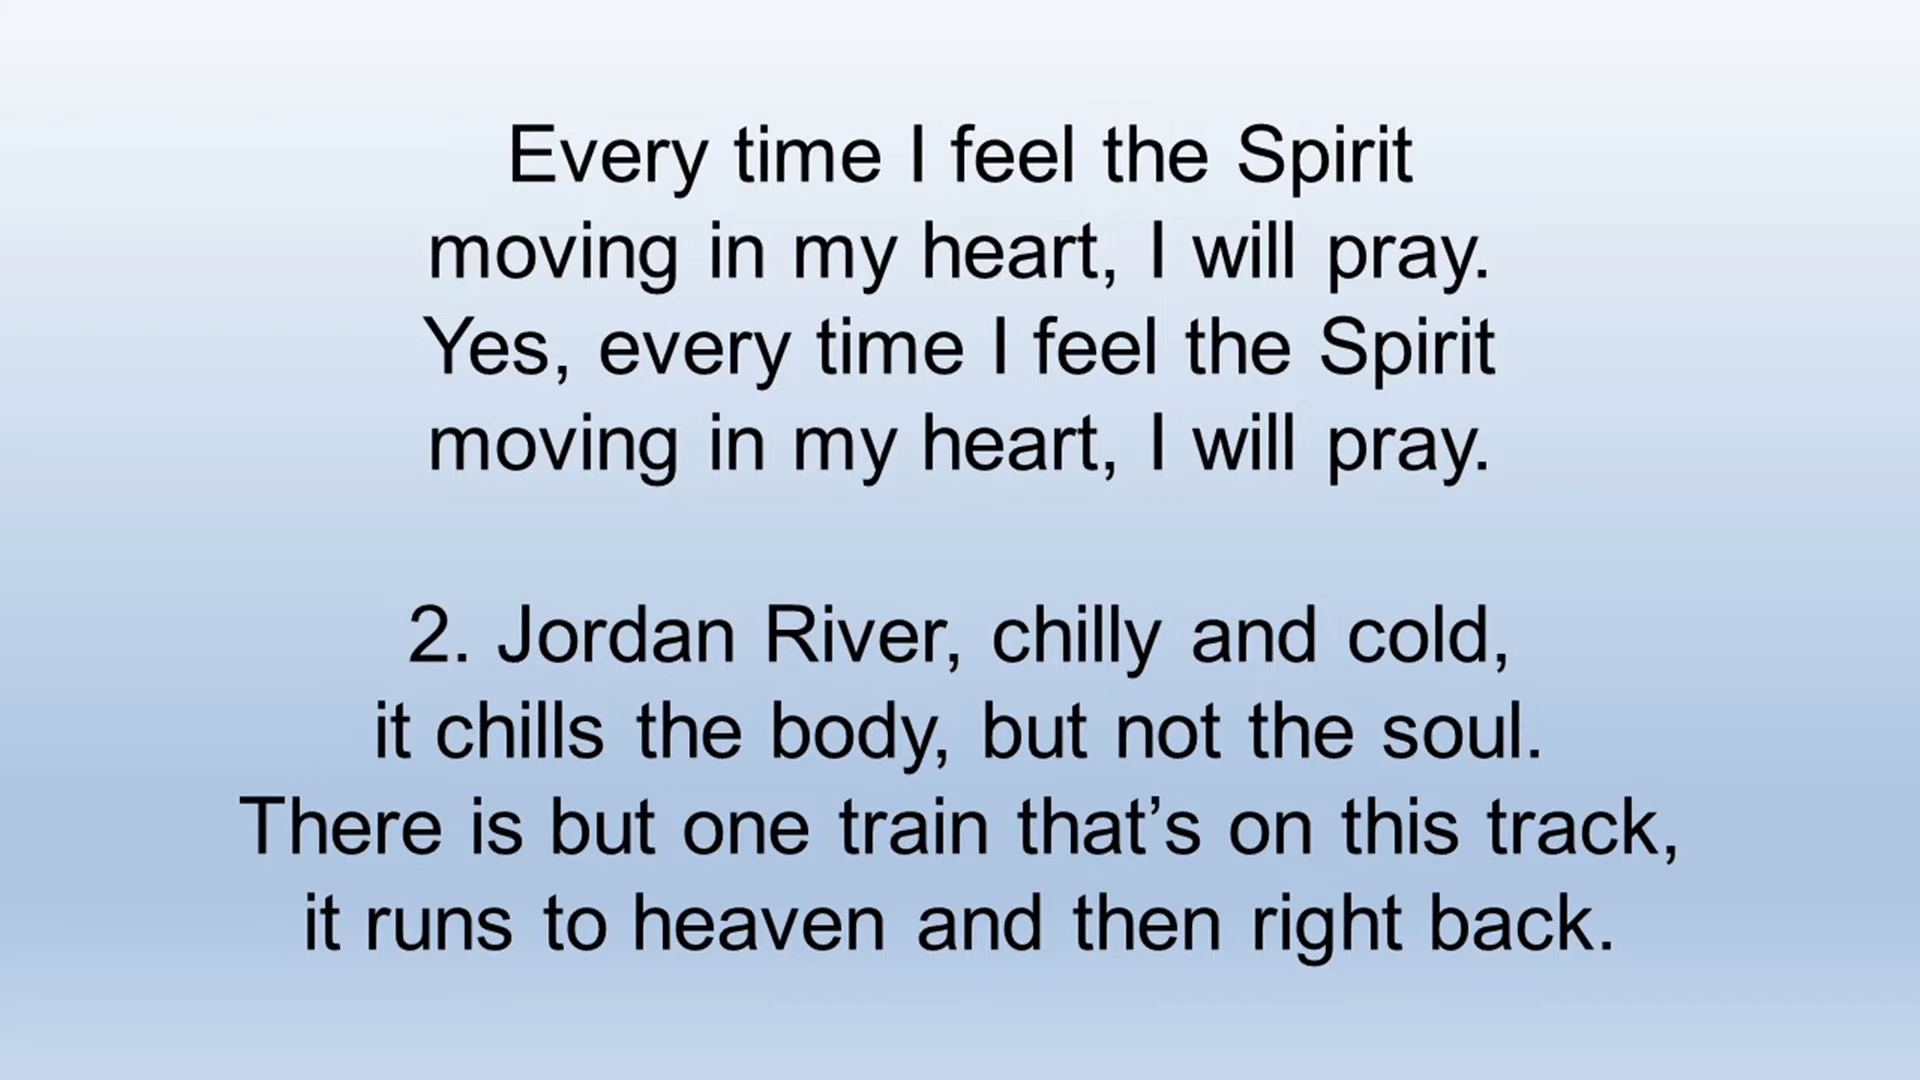 Every time I feel the Spirit
moving in my heart, I will pray.
Yes, every time I feel the Spirit
moving in my heart, I will pray.
2. Jordan River, chilly and cold,
it chills the body, but not the soul.
There is but one train that’s on this track,
it runs to heaven and then right back.